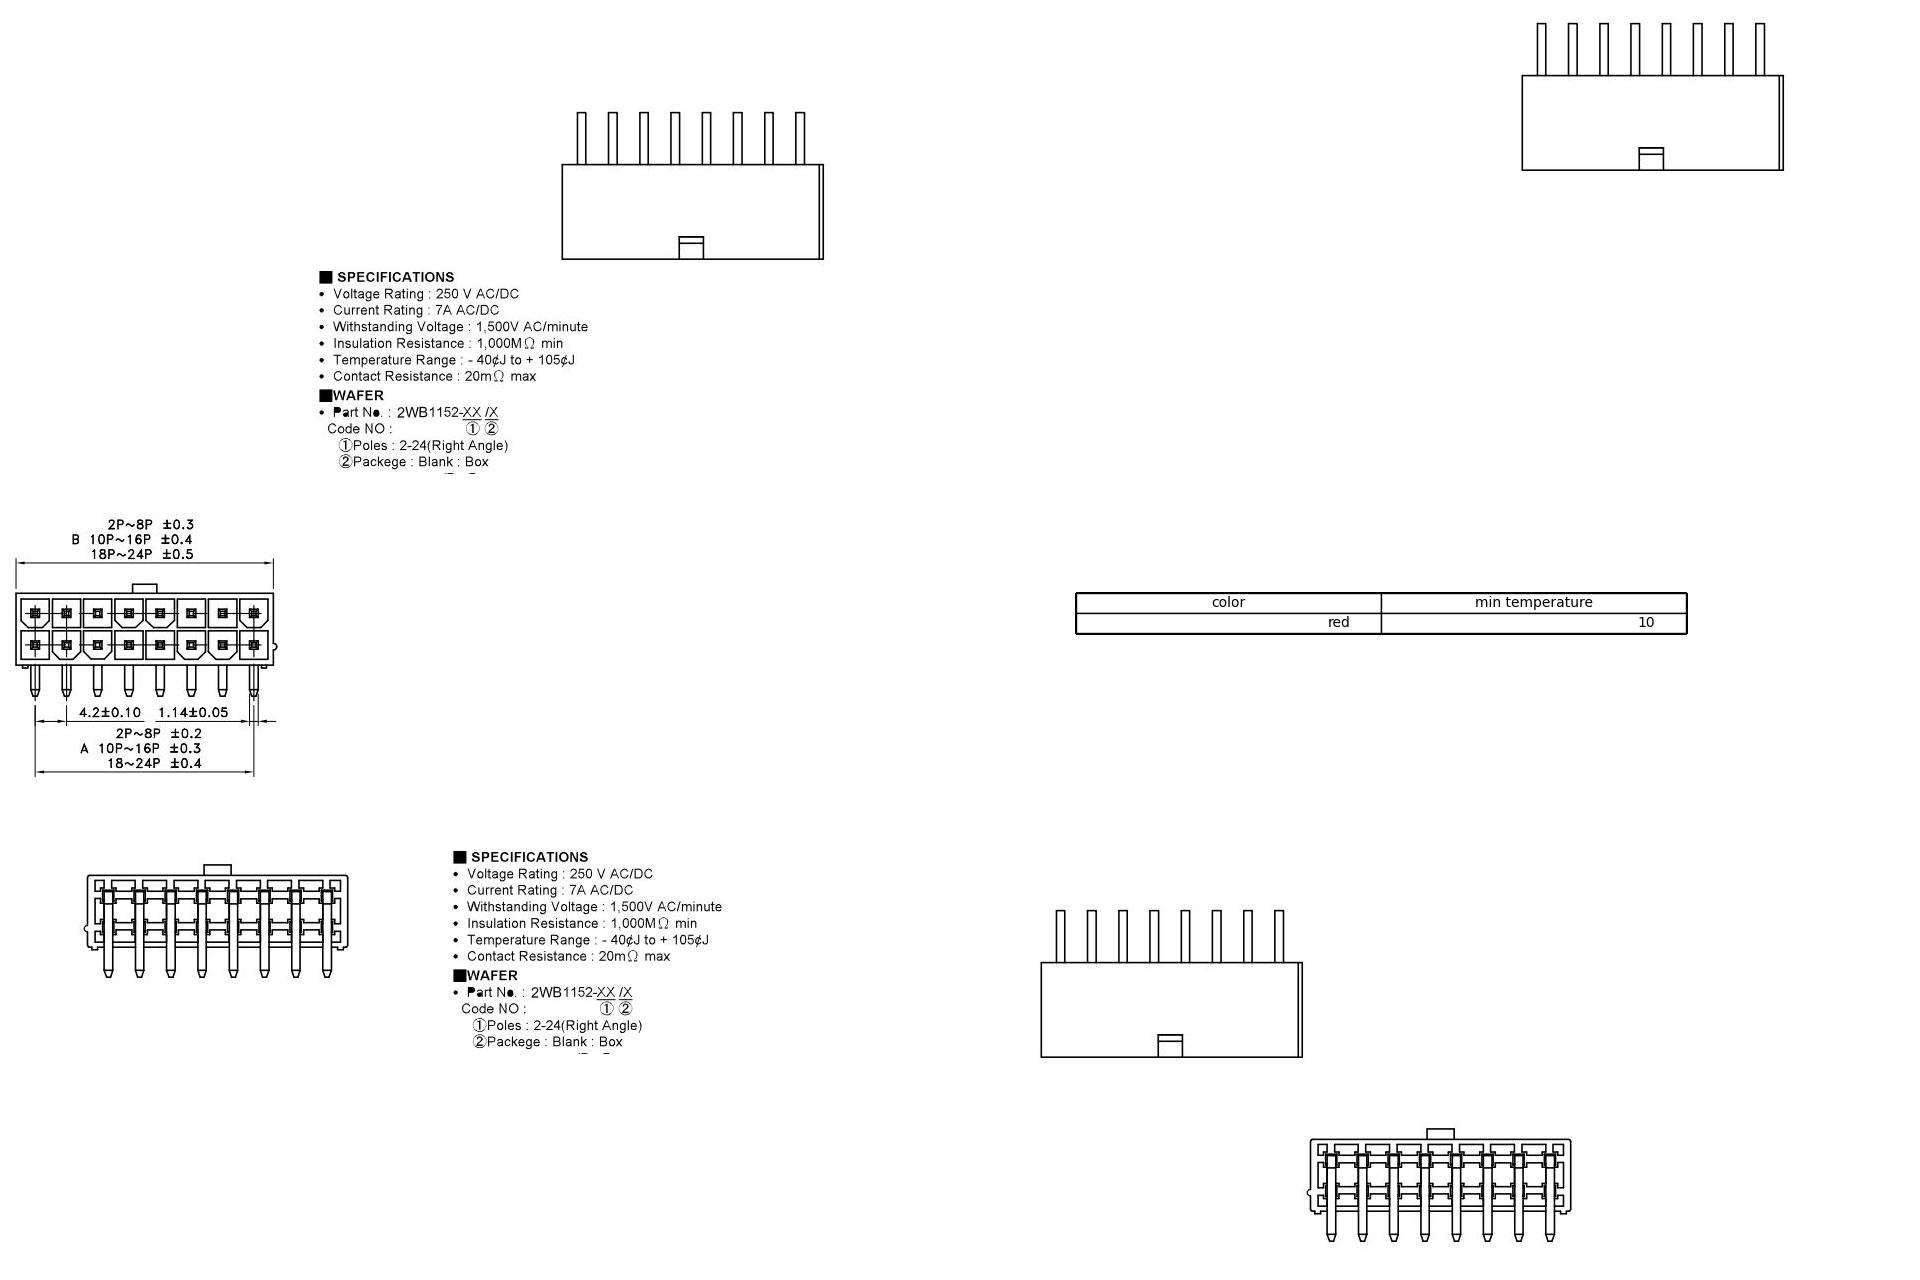 ■ SPECIFICATIONS
• Voltage Rating : 250 V AC/DC
• Current Rating : 7A AC/DC
• Withstanding Voltage : 1,500V AC/minute
• Insulation Resistance : 1,000MΩ min
• Temperature Range : - 40¢J to + 105¢J
• Contact Resistance : 20mΩ max
■WAFER
• Part No. : 2WB1152-XX /X
Code NO : ① ②
①Poles : 2-24(Right Angle)
②Packege : Blank : Box
2P~8P ±0.3
B 10P~16P ±0.4
18P~24P ±0.5
4.2±0.10 1.14±0.05
2P~8P ±0.2
A 10P~16P ±0.3
18~24P ±0.4
color min temperature
red 10
■ SPECIFICATIONS
• Voltage Rating : 250 V AC/DC
• Current Rating : 7A AC/DC
• Withstanding Voltage : 1,500V AC/minute
• Insulation Resistance : 1,000MΩ min
• Temperature Range : - 40¢J to + 105¢J
• Contact Resistance : 20mΩ max
■WAFER
• Part No. : 2WB1152-XX /X
Code NO : ① ②
①Poles : 2-24(Right Angle)
②Packege : Blank : Box